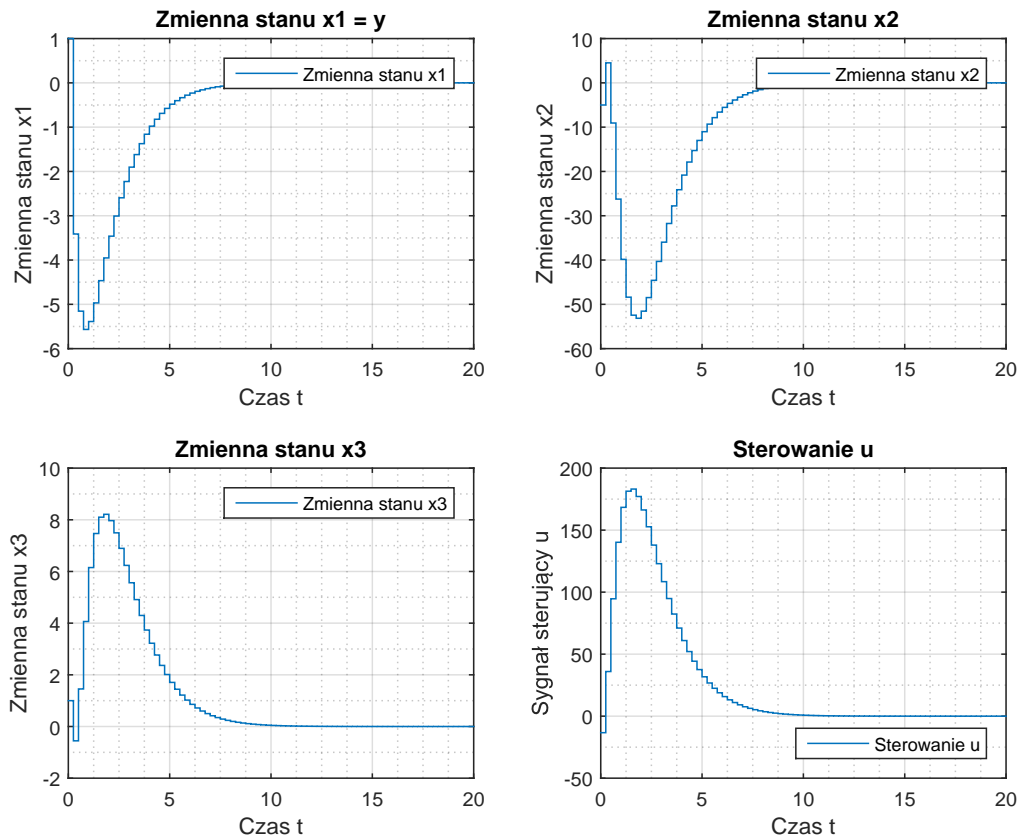 Zmienna stanu x1 = y
Zmienna stanu x1
1
0
-1
-2
-3
-4
-5
-6
Zmienna stanu x1
0 5 10 15 20
Czas t
Zmienna stanu x2
Zmienna stanu x2
10
0
-10
-20
-30
-40
-50
-60
Zmienna stanu x2
0 5 10 15 20
Czas t
Zmienna stanu x3
Zmienna stanu x3
10
8
6
4
2
0
-2
Zmienna stanu x3
0 5 10 15 20
Czas t
Sterowanie u
Sygnał sterujący u
200
150
100
50
0
-50
Sterowanie u
0 5 10 15 20
Czas t